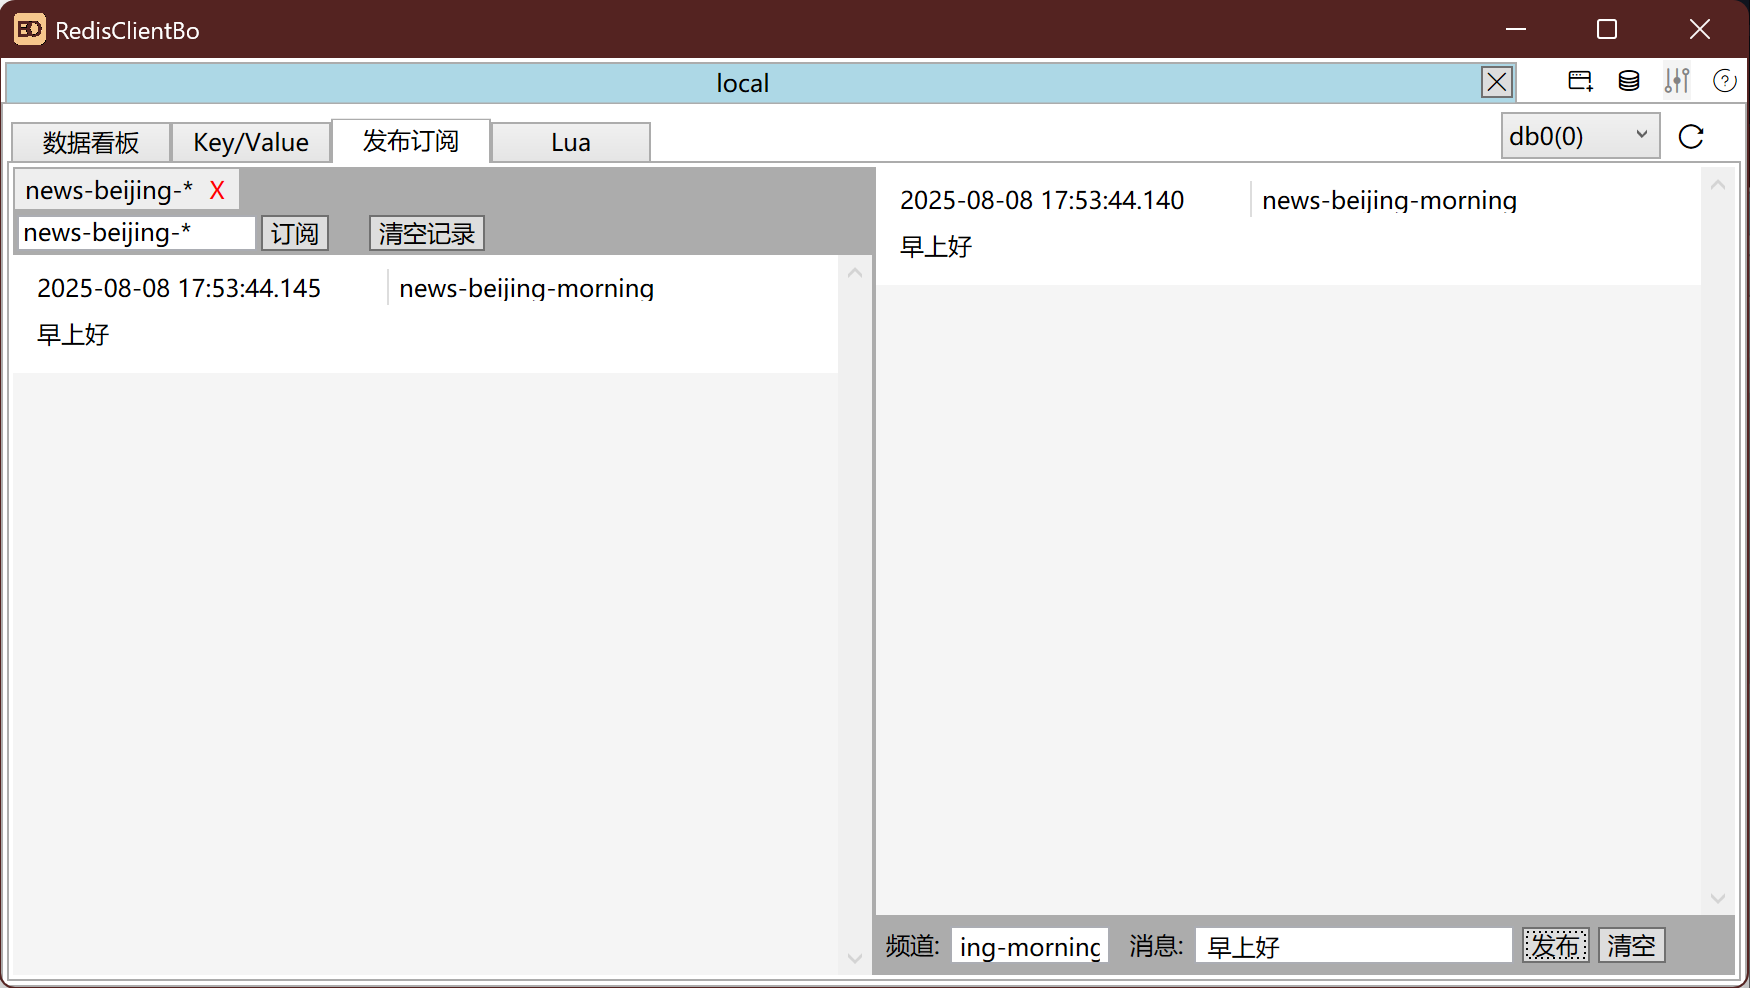 BO RedisClientBo
local
数据看板 Key/Value 发布订阅 Lua db0(0)
news-beijing-* X
news-beijing-* 订阅 清空记录
2025-08-08 17:53:44.145 news-beijing-morning
早上好
2025-08-08 17:53:44.140 news-beijing-morning
早上好
频道: ing-morning 消息: 早上好 发布 清空